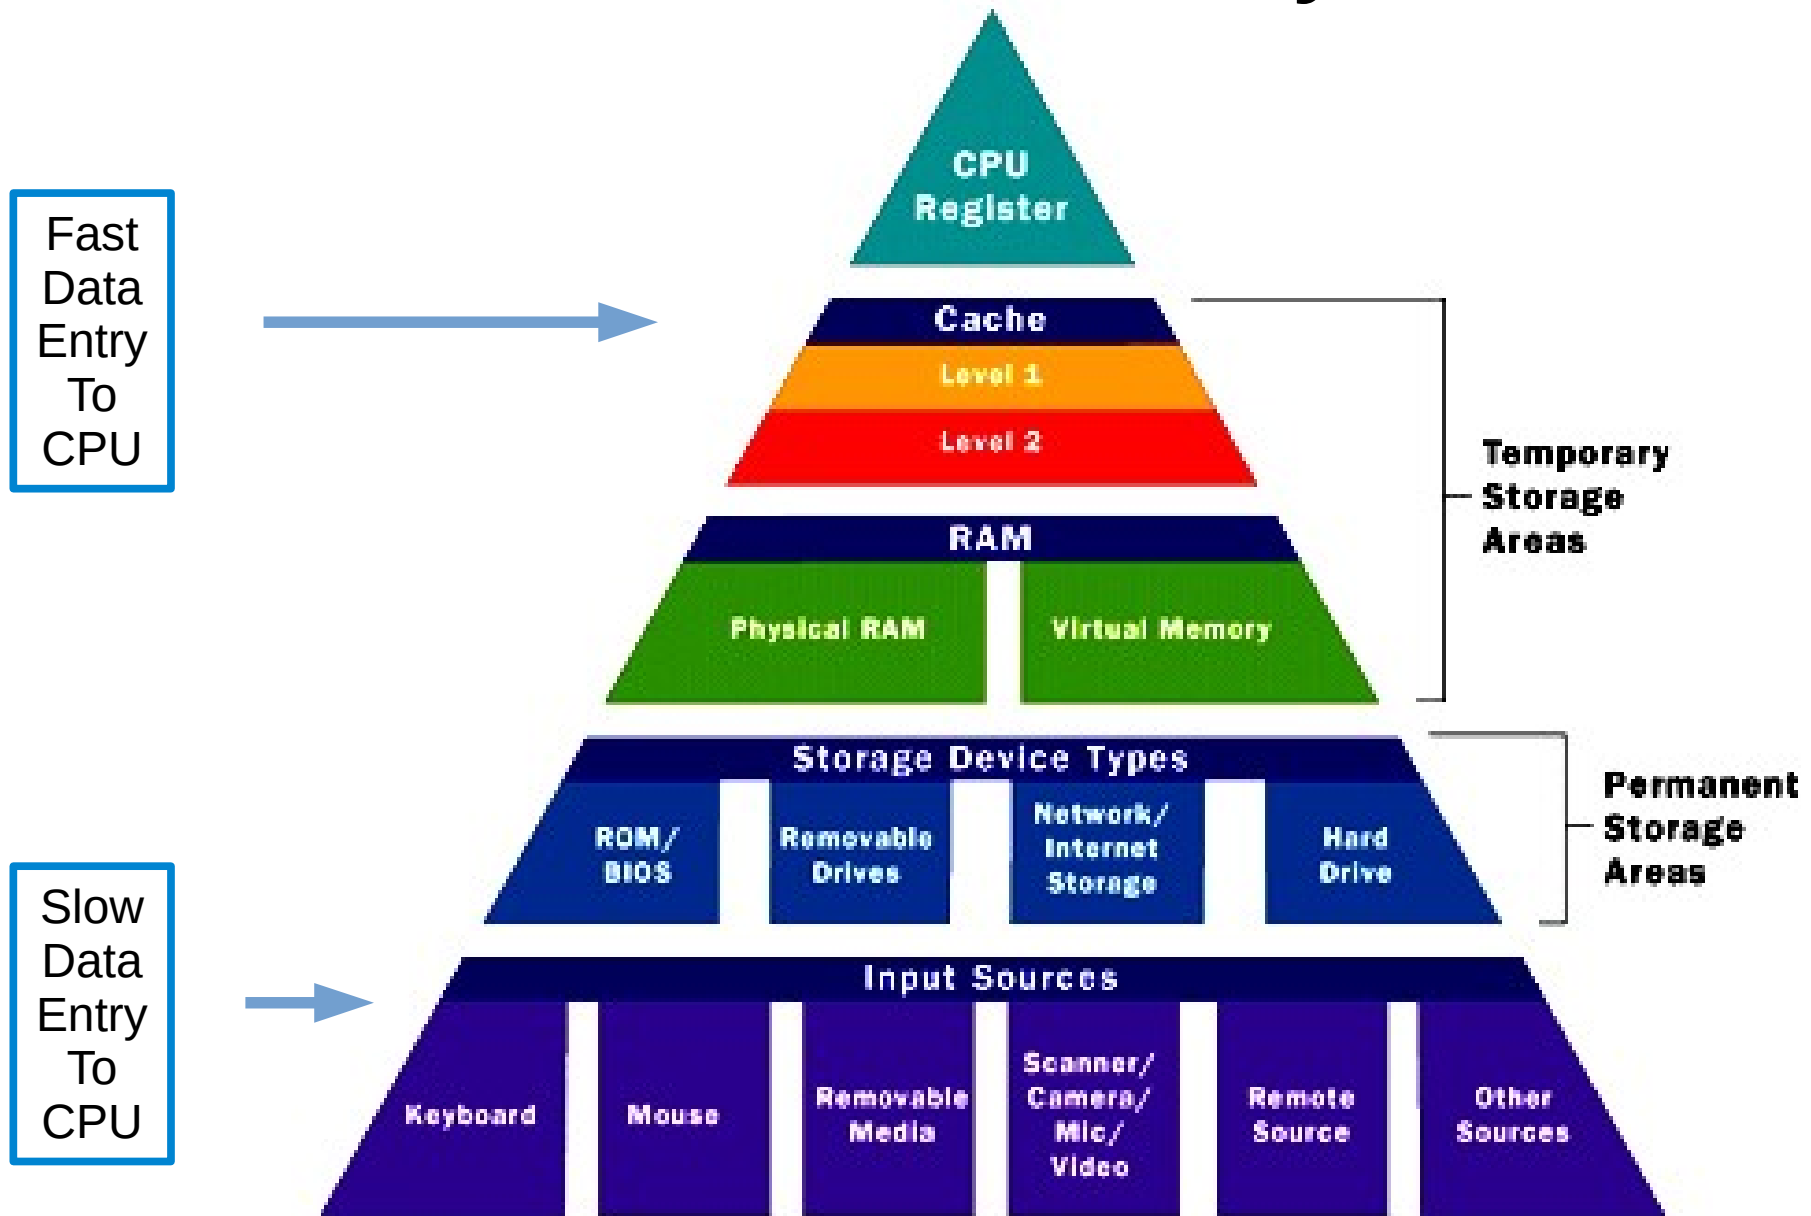 CPU
Register
Fast
Data
Entry
To
CPU
Cache
Level 1
Level 2
Temporary
Storage
Areas
RAM
Physical RAM
Virtual Memory
Storage Device Types
ROM/
BIOS
Removable
Drives
Network/
Internet
Storage
Hard
Drive
Permanent
Storage
Areas
Slow
Data
Entry
To
CPU
Input Sources
Keyboard
Mouse
Removable
Media
Scanner/
Camera/
Mic/
Video
Remote
Source
Other
Sources